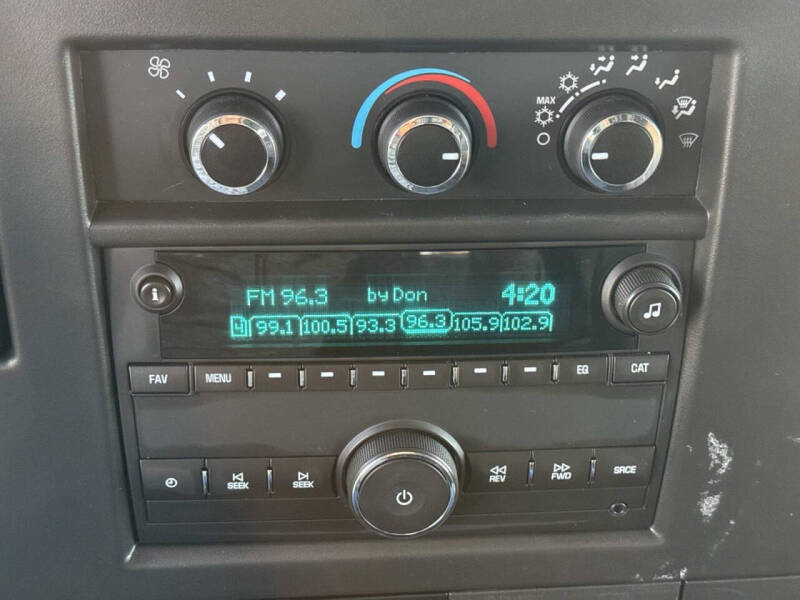 MAX
i
FM 96.3 by Don 4:20
4 99.1 100.5 93.3 96.3 105.9 102.9
FAV MENU EQ CAT
SEEK SEEK REV FWD SRCE